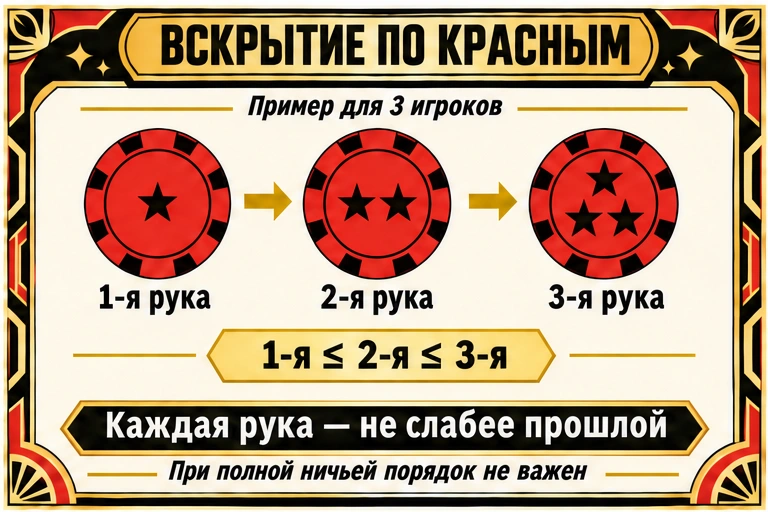 ВСКРЫТИЕ ПО КРАСНЫМ
Пример для 3 игроков
1-я рука
2-я рука
3-я рука
1-я ≤ 2-я ≤ 3-я
Каждая рука — не слабее прошлой
При полной ничьей порядок не важен